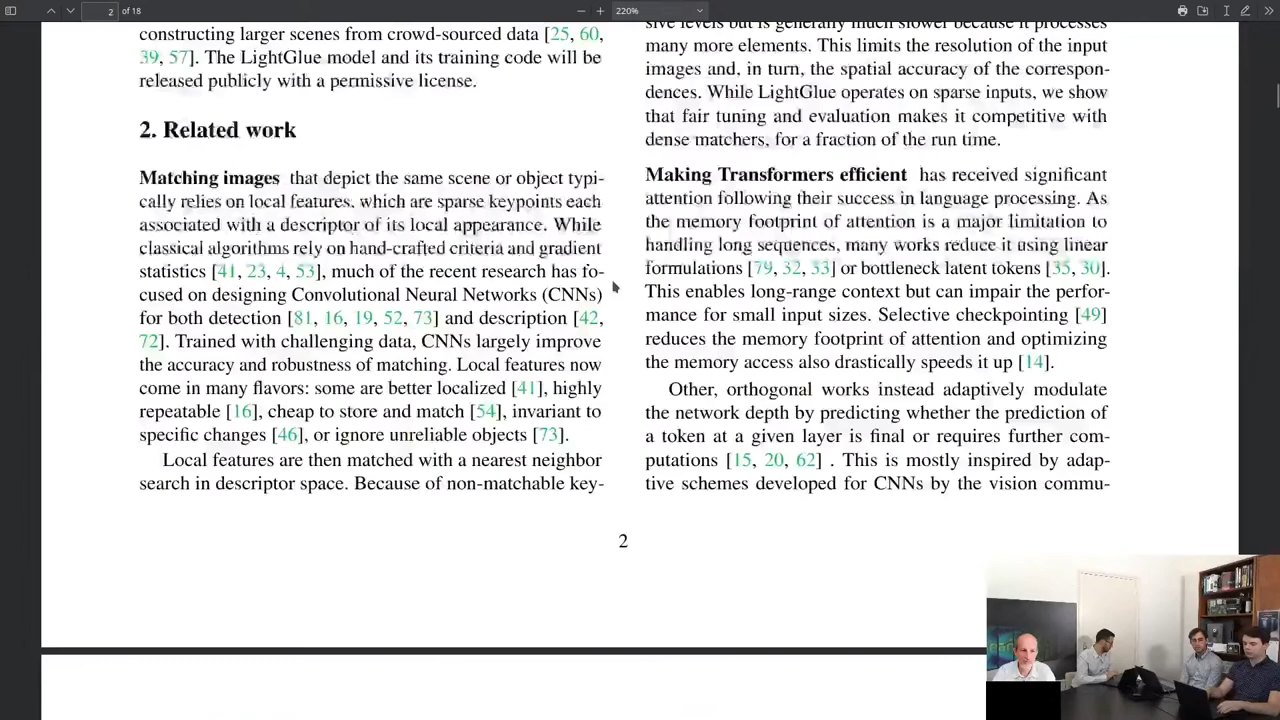 2
of 18
220%
constructing larger scenes from crowd-sourced data [25, 60,
39, 57]. The LightGlue model and its training code will be
released publicly with a permissive license.
2. Related work
Matching images that depict the same scene or object typi-
cally relies on local features, which are sparse keypoints each
associated with a descriptor of its local appearance. While
classical algorithms rely on hand-crafted criteria and gradient
statistics [41, 23, 4, 53], much of the recent research has fo-
cused on designing Convolutional Neural Networks (CNNs)
for both detection [81, 16, 19, 52, 73] and description [42,
72]. Trained with challenging data, CNNs largely improve
the accuracy and robustness of matching. Local features now
come in many flavors: some are better localized [41], highly
repeatable [16], cheap to store and match [54], invariant to
specific changes [46], or ignore unreliable objects [73].
Local features are then matched with a nearest neighbor
search in descriptor space. Because of non-matchable key-
sive levels but is generally much slower because it processes
many more elements. This limits the resolution of the input
images and, in turn, the spatial accuracy of the correspon-
dences. While LightGlue operates on sparse inputs, we show
that fair tuning and evaluation makes it competitive with
dense matchers, for a fraction of the run time.
Making Transformers efficient has received significant
attention following their success in language processing. As
the memory footprint of attention is a major limitation to
handling long sequences, many works reduce it using linear
formulations [79, 32, 33] or bottleneck latent tokens [35, 30].
This enables long-range context but can impair the perfor-
mance for small input sizes. Selective checkpointing [49]
reduces the memory footprint of attention and optimizing
the memory access also drastically speeds it up [14].
Other, orthogonal works instead adaptively modulate
the network depth by predicting whether the prediction of
a token at a given layer is final or requires further com-
putations [15, 20, 62] . This is mostly inspired by adap-
tive schemes developed for CNNs by the vision commu-
2